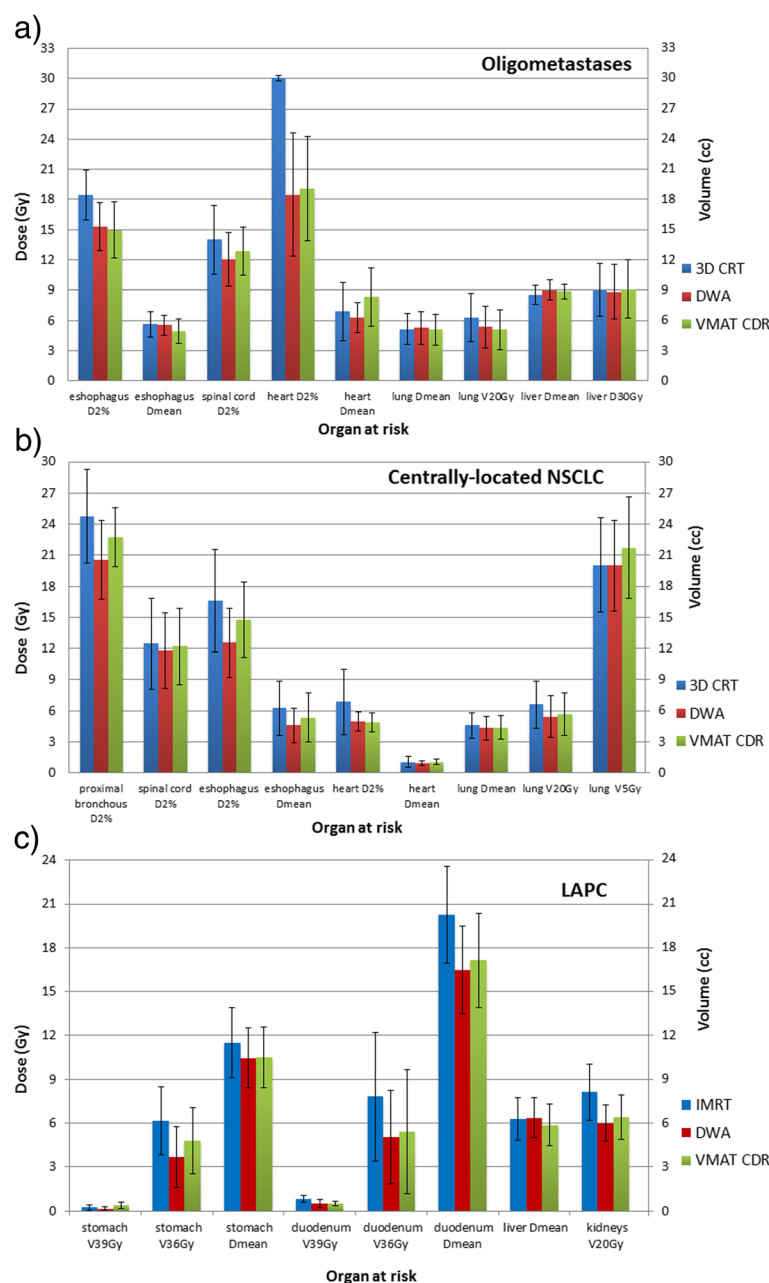 a)
Oligometastases
33
30
27
24
21
18
15
12
9
6
3
0
Dose (Gy)
33
30
27
24
21
18
15
12
9
6
3
0
Volume (cc)
3D CRT
DWA
VMAT CDR
eshophagus D2%
eshophagus Dmean
spinal cord D2%
heart D2%
heart Dmean
lung Dmean
lung V20Gy
liver Dmean
liver D30Gy
Organ at risk
b)
Centrally-located NSCLC
30
27
24
21
18
15
12
9
6
3
0
Dose (Gy)
30
27
24
21
18
15
12
9
6
3
0
Volume (cc)
3D CRT
DWA
VMAT CDR
proximal bronchous D2%
spinal cord D2%
eshophagus D2%
eshophagus Dmean
heart D2%
heart Dmean
lung Dmean
lung V20Gy
lung V5Gy
Organ at risk
c)
LAPC
24
21
18
15
12
9
6
3
0
Dose (Gy)
24
21
18
15
12
9
6
3
0
Volume (cc)
IMRT
DWA
VMAT CDR
stomach V39Gy
stomach V36Gy
stomach Dmean
duodenum V39Gy
duodenum V36Gy
duodenum Dmean
liver Dmean
kidneys V20Gy
Organ at risk